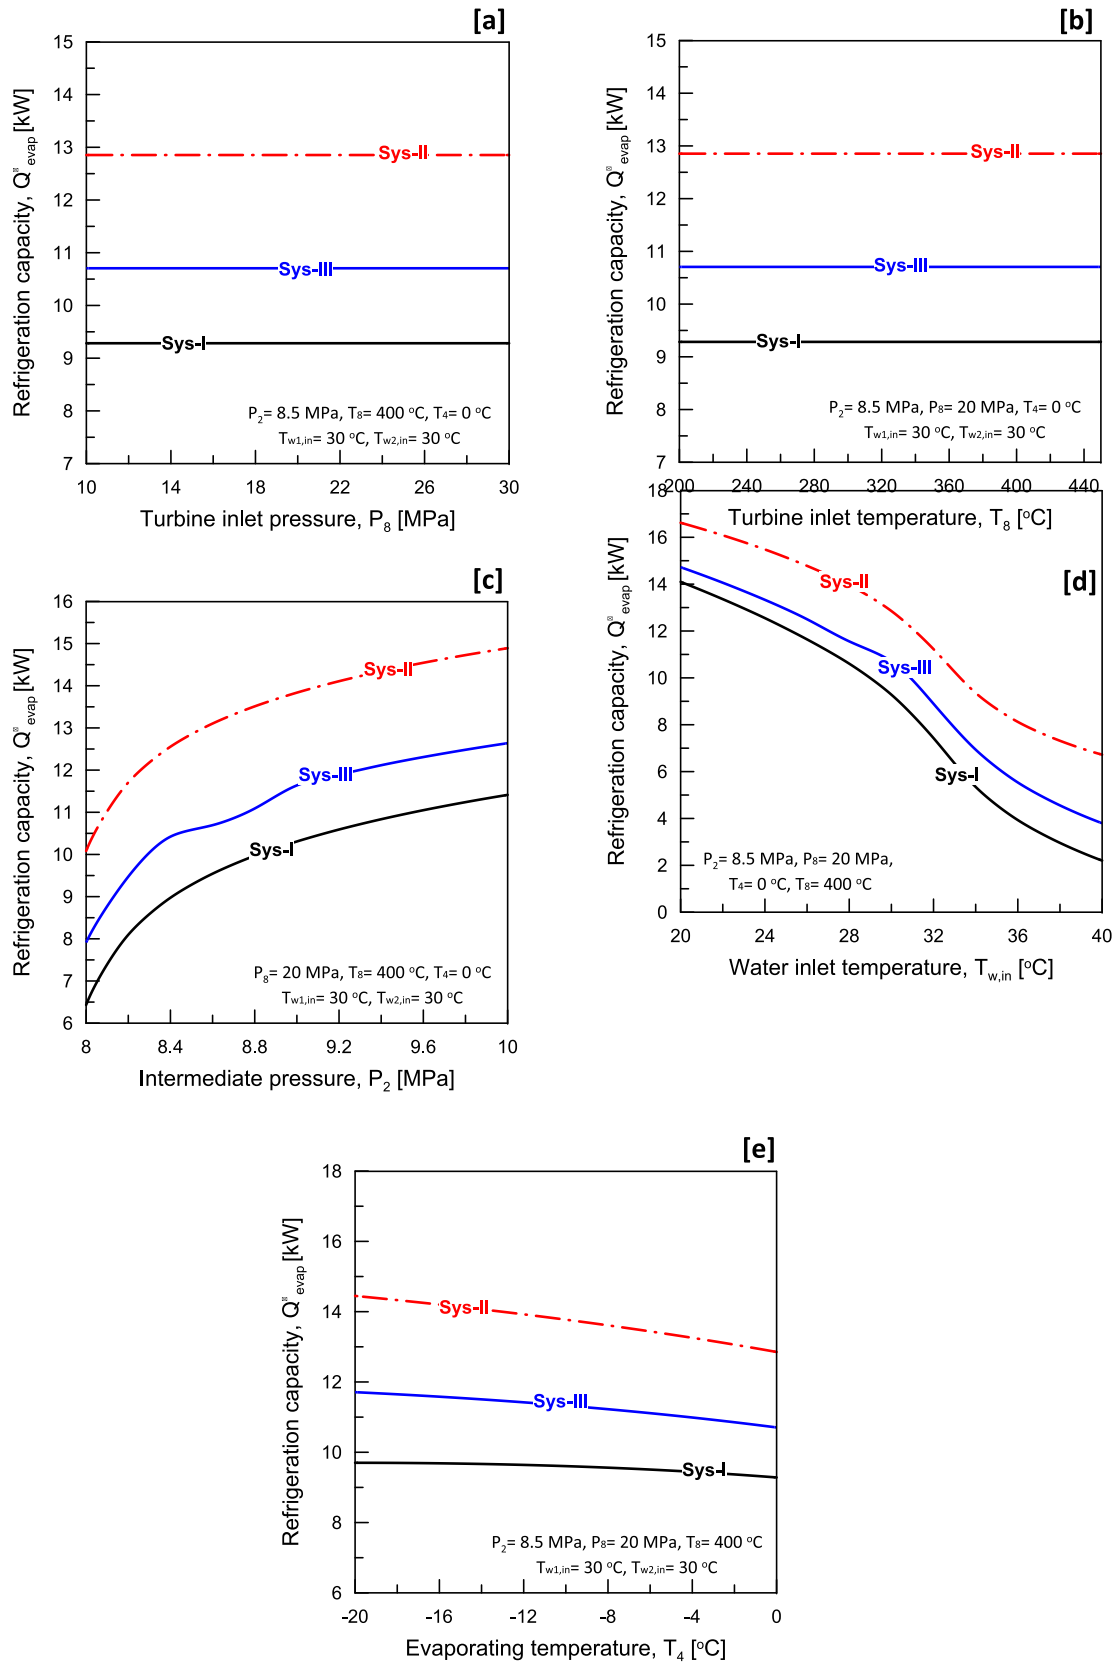 [a]
15
14
13
12
11
10
9
8
7
Refrigeration capacity, Q evap [kW]
Sys-II
Sys-III
Sys-I
P2= 8.5 MPa, T8= 400 °C, T4= 0 °C
Tw1,in= 30 °C, Tw2,in= 30 °C
10 14 18 22 26 30
Turbine inlet pressure, P8 [MPa]
[b]
15
14
13
12
11
10
9
8
7
Refrigeration capacity, Q evap [kW]
Sys-II
Sys-III
Sys-I
P2= 8.5 MPa, P8= 20 MPa, T4= 0 °C
Tw1,in= 30 °C, Tw2,in= 30 °C
200 240 280 320 360 400 440
Turbine inlet temperature, T8 [°C]
[c]
16
15
14
13
12
11
10
9
8
7
6
Refrigeration capacity, Q evap [kW]
Sys-II
Sys-III
Sys-I
P8= 20 MPa, T8= 400 °C, T4= 0 °C
Tw1,in= 30 °C, Tw2,in= 30 °C
8 8.4 8.8 9.2 9.6 10
Intermediate pressure, P2 [MPa]
[d]
18
16
14
12
10
8
6
4
2
0
Refrigeration capacity, Q evap [kW]
Sys-II
Sys-III
Sys-I
P2= 8.5 MPa, P8= 20 MPa,
T4= 0 °C, T8= 400 °C
20 24 28 32 36 40
Water inlet temperature, Tw,in [°C]
[e]
18
16
14
12
10
8
6
Refrigeration capacity, Q evap [kW]
Sys-II
Sys-III
Sys-I
P2= 8.5 MPa, P8= 20 MPa, T8= 400 °C
Tw1,in= 30 °C, Tw2,in= 30 °C
-20 -16 -12 -8 -4 0
Evaporating temperature, T4 [°C]